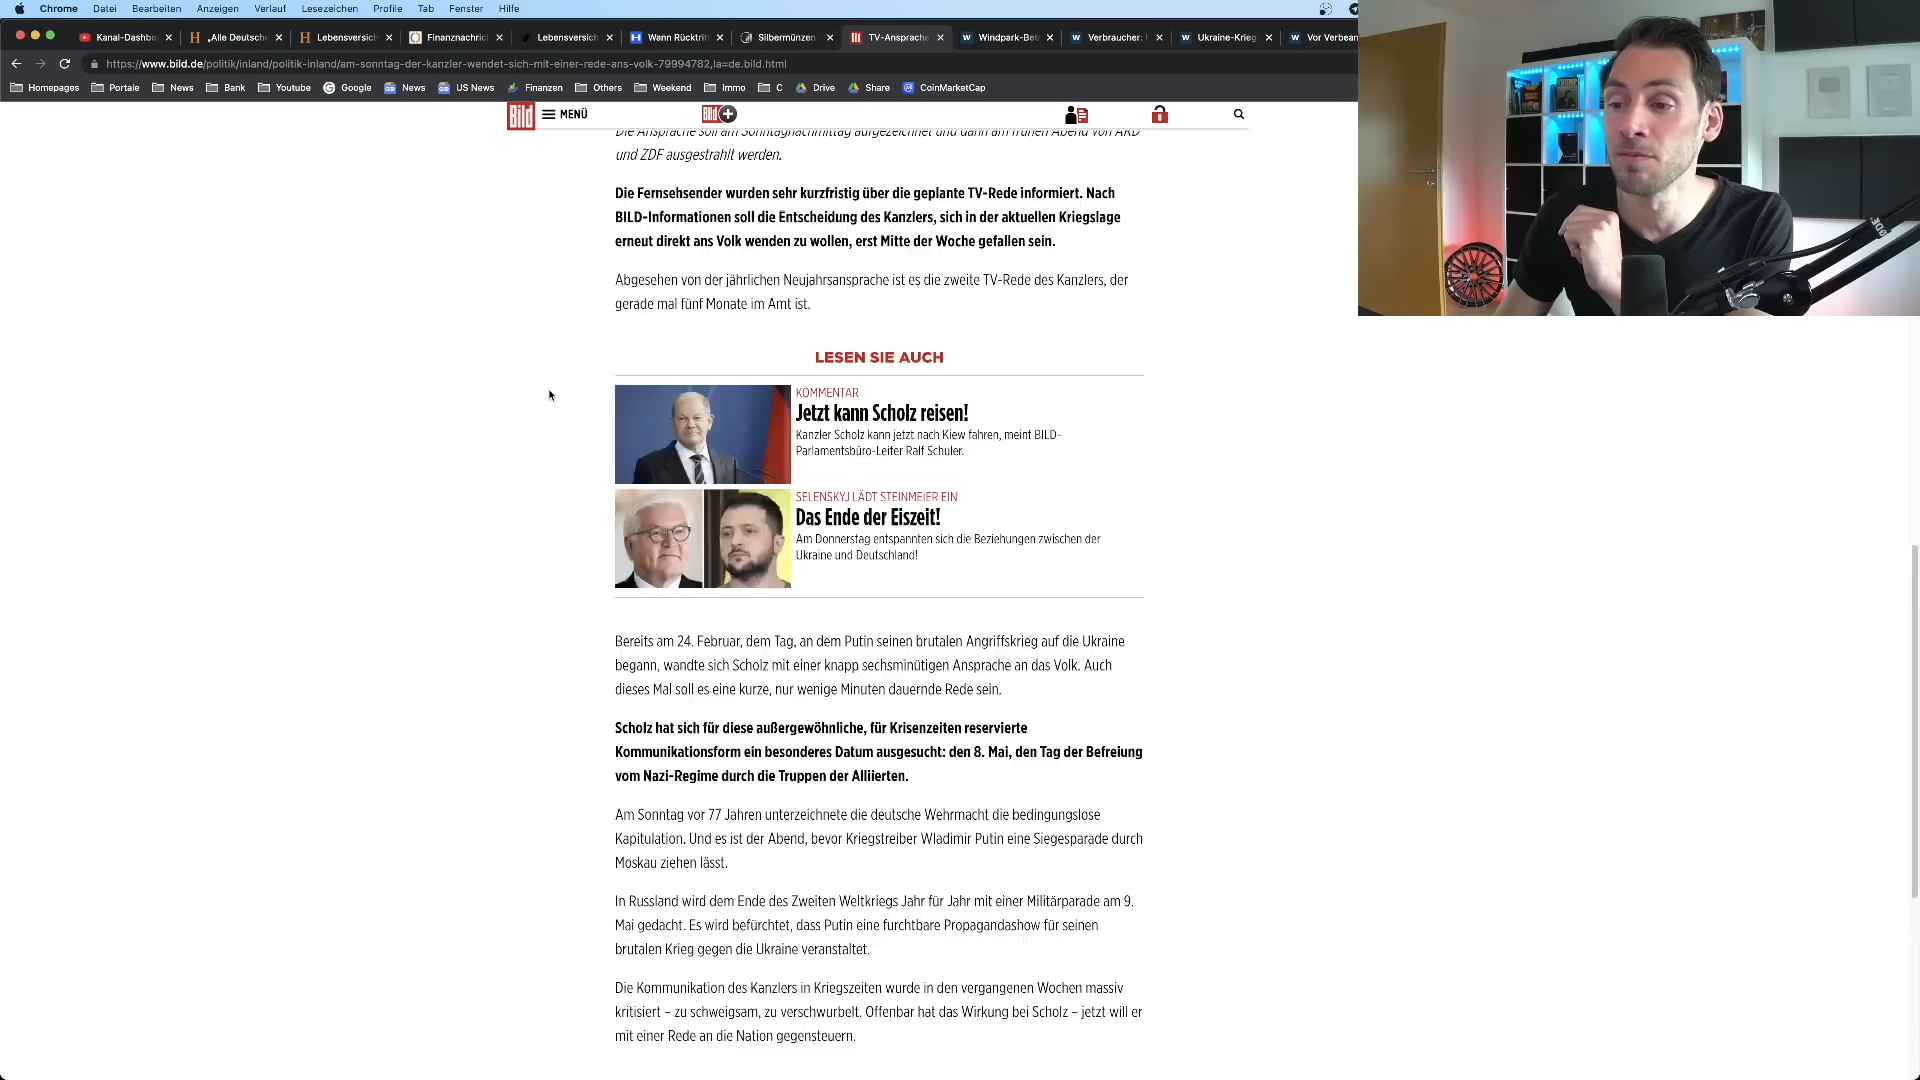 Chrome Datei Bearbeiten Anzeigen Verlauf Lesezeichen Profile Tab Fenster Hilfe
Kanal-Dashbo „Alle Deutsche Lebensversich Finanznachric Lebensversich Wann Rücktritt Silbermünzen TV-Ansprache Windpark-Bet Verbraucher: Ukraine-Krieg Vor Verbean
https://www.bild.de/politik/inland/politik-inland/am-sonntag-der-kanzler-wendet-sich-mit-einer-rede-ans-volk-79994782,la=de.bild.html
Homepages Portale News Bank Youtube Google News US News Finanzen Others Weekend Immo C Drive Share CoinMarketCap
Bild MENÜ Bild
Die Ansprache soll am Sonntagnachmittag aufgezeichnet und dann am frühen Abend von ARD
und ZDF ausgestrahlt werden.
Die Fernsehsender wurden sehr kurzfristig über die geplante TV-Rede informiert. Nach
BILD-Informationen soll die Entscheidung des Kanzlers, sich in der aktuellen Kriegslage
erneut direkt ans Volk wenden zu wollen, erst Mitte der Woche gefallen sein.
Abgesehen von der jährlichen Neujahrsansprache ist es die zweite TV-Rede des Kanzlers, der
gerade mal fünf Monate im Amt ist.
LESEN SIE AUCH
KOMMENTAR
Jetzt kann Scholz reisen!
Kanzler Scholz kann jetzt nach Kiew fahren, meint BILD-
Parlamentsbüro-Leiter Ralf Schuler.
SELENSKYJ LÄDT STEINMEIER EIN
Das Ende der Eiszeit!
Am Donnerstag entspannten sich die Beziehungen zwischen der
Ukraine und Deutschland!
Bereits am 24. Februar, dem Tag, an dem Putin seinen brutalen Angriffskrieg auf die Ukraine
begann, wandte sich Scholz mit einer knapp sechsminütigen Ansprache an das Volk. Auch
dieses Mal soll es eine kurze, nur wenige Minuten dauernde Rede sein.
Scholz hat sich für diese außergewöhnliche, für Krisenzeiten reservierte
Kommunikationsform ein besonderes Datum ausgesucht: den 8. Mai, den Tag der Befreiung
vom Nazi-Regime durch die Truppen der Alliierten.
Am Sonntag vor 77 Jahren unterzeichnete die deutsche Wehrmacht die bedingungslose
Kapitulation. Und es ist der Abend, bevor Kriegstreiber Wladimir Putin eine Siegesparade durch
Moskau ziehen lässt.
In Russland wird dem Ende des Zweiten Weltkriegs Jahr für Jahr mit einer Militärparade am 9.
Mai gedacht. Es wird befürchtet, dass Putin eine furchtbare Propagandashow für seinen
brutalen Krieg gegen die Ukraine veranstaltet.
Die Kommunikation des Kanzlers in Kriegszeiten wurde in den vergangenen Wochen massiv
kritisiert – zu schweigsam, zu verschwurbelt. Offenbar hat das Wirkung bei Scholz – jetzt will er
mit einer Rede an die Nation gegensteuern.